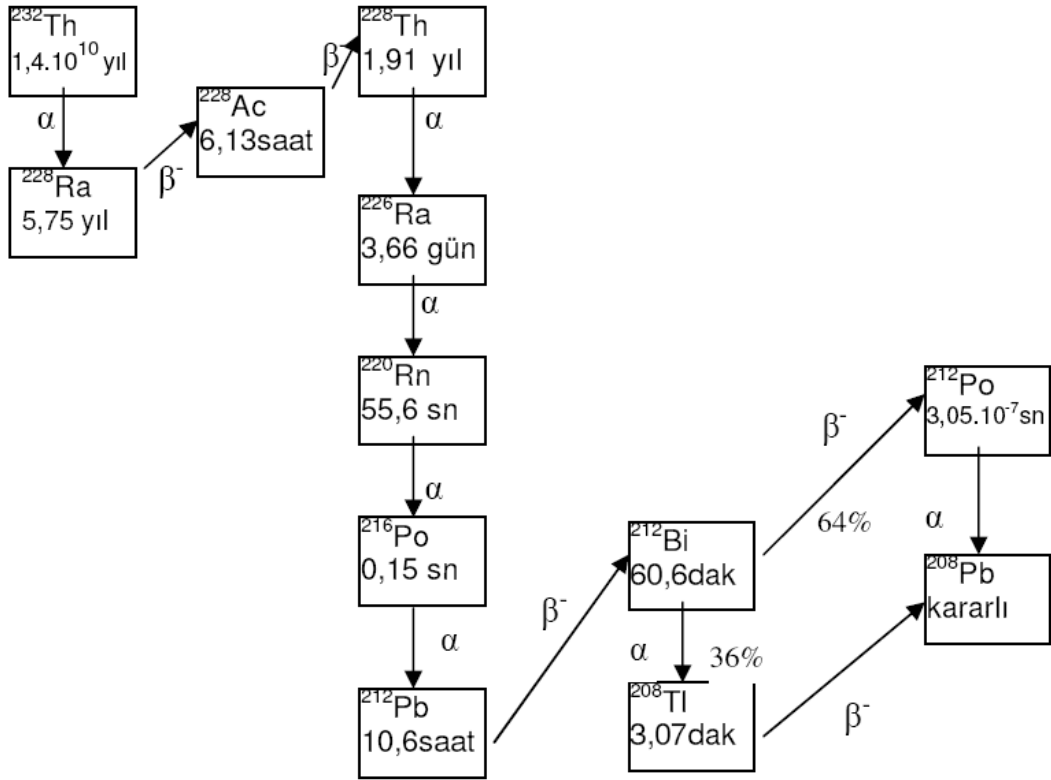 ²³²Th
1,4.10¹⁰ yıl
α
²²⁸Ra
5,75 yıl
β⁻
²²⁸Ac
6,13saat
β⁻
²²⁸Th
1,91 yıl
α
²²⁶Ra
3,66 gün
α
²²⁰Rn
55,6 sn
α
²¹⁶Po
0,15 sn
α
²¹²Pb
10,6saat
β⁻
²¹²Bi
60,6dak
α 36%
²⁰⁸Tl
3,07dak
β⁻
β⁻
64%
²¹²Po
3,05.10⁻⁷sn
α
²⁰⁸Pb
kararlı